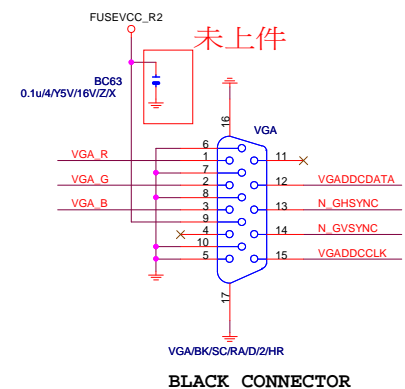 FUSEVCC_R2
未上件
BC63
0.1u/4/Y5V/16V/Z/X
16
VGA
6
VGA_R
1
11
7
VGA_G
2
12
VGADDCDATA
8
VGA_B
3
13
N_GHSYNC
9
4
14
N_GVSYNC
10
5
15
VGADDCCLK
17
VGA/BK/SC/RA/D/2/HR
BLACK CONNECTOR